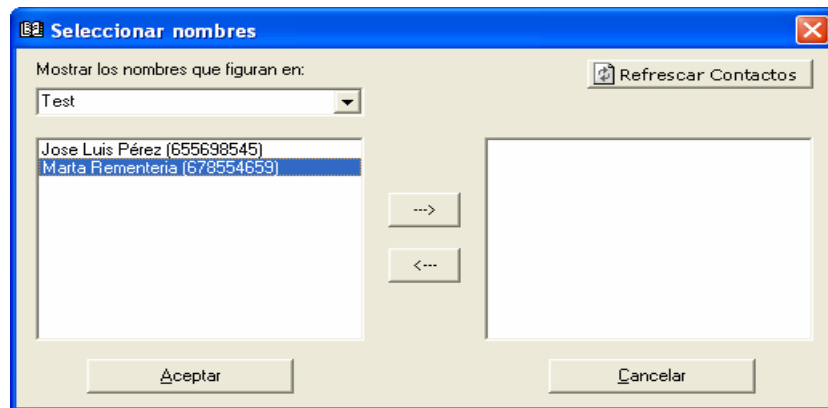 Seleccionar nombres
Mostrar los nombres que figuran en:
Refrescar Contactos
Test
Jose Luis Pérez (655698545)
Marta Rementeria (678554659)
--->
<---
Aceptar
Cancelar